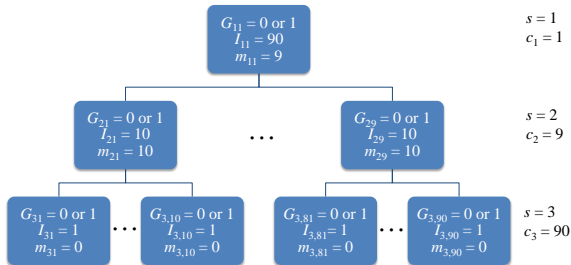 G₁₁ = 0 or 1
I₁₁ = 90
m₁₁ = 9
s = 1
c₁ = 1
G₂₁ = 0 or 1
I₂₁ = 10
m₂₁ = 10
...
G₂₉ = 0 or 1
I₂₉ = 10
m₂₉ = 10
s = 2
c₂ = 9
G₃₁ = 0 or 1
I₃₁ = 1
m₃₁ = 0
...
G₃,₁₀ = 0 or 1
I₃,₁₀ = 1
m₃,₁₀ = 0
G₃,₈₁ = 0 or 1
I₃,₈₁ = 1
m₃,₈₁ = 0
...
G₃,₉₀ = 0 or 1
I₃,₉₀ = 1
m₃,₉₀ = 0
s = 3
c₃ = 90